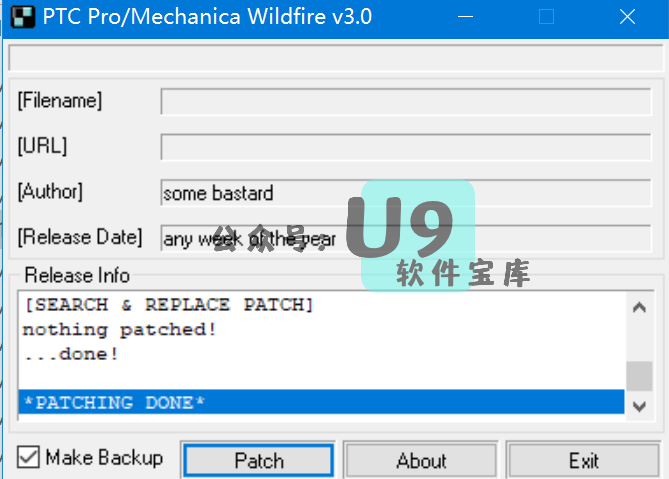 PTC Pro/Mechanica Wildfire v3.0
[Filename]
[URL]
[Author] some bastard
[Release Date] any week of the year
公众号:
U9
软件宝库
Release Info
[SEARCH & REPLACE PATCH]
nothing patched!
...done!
*PATCHING DONE*
Make Backup Patch About Exit